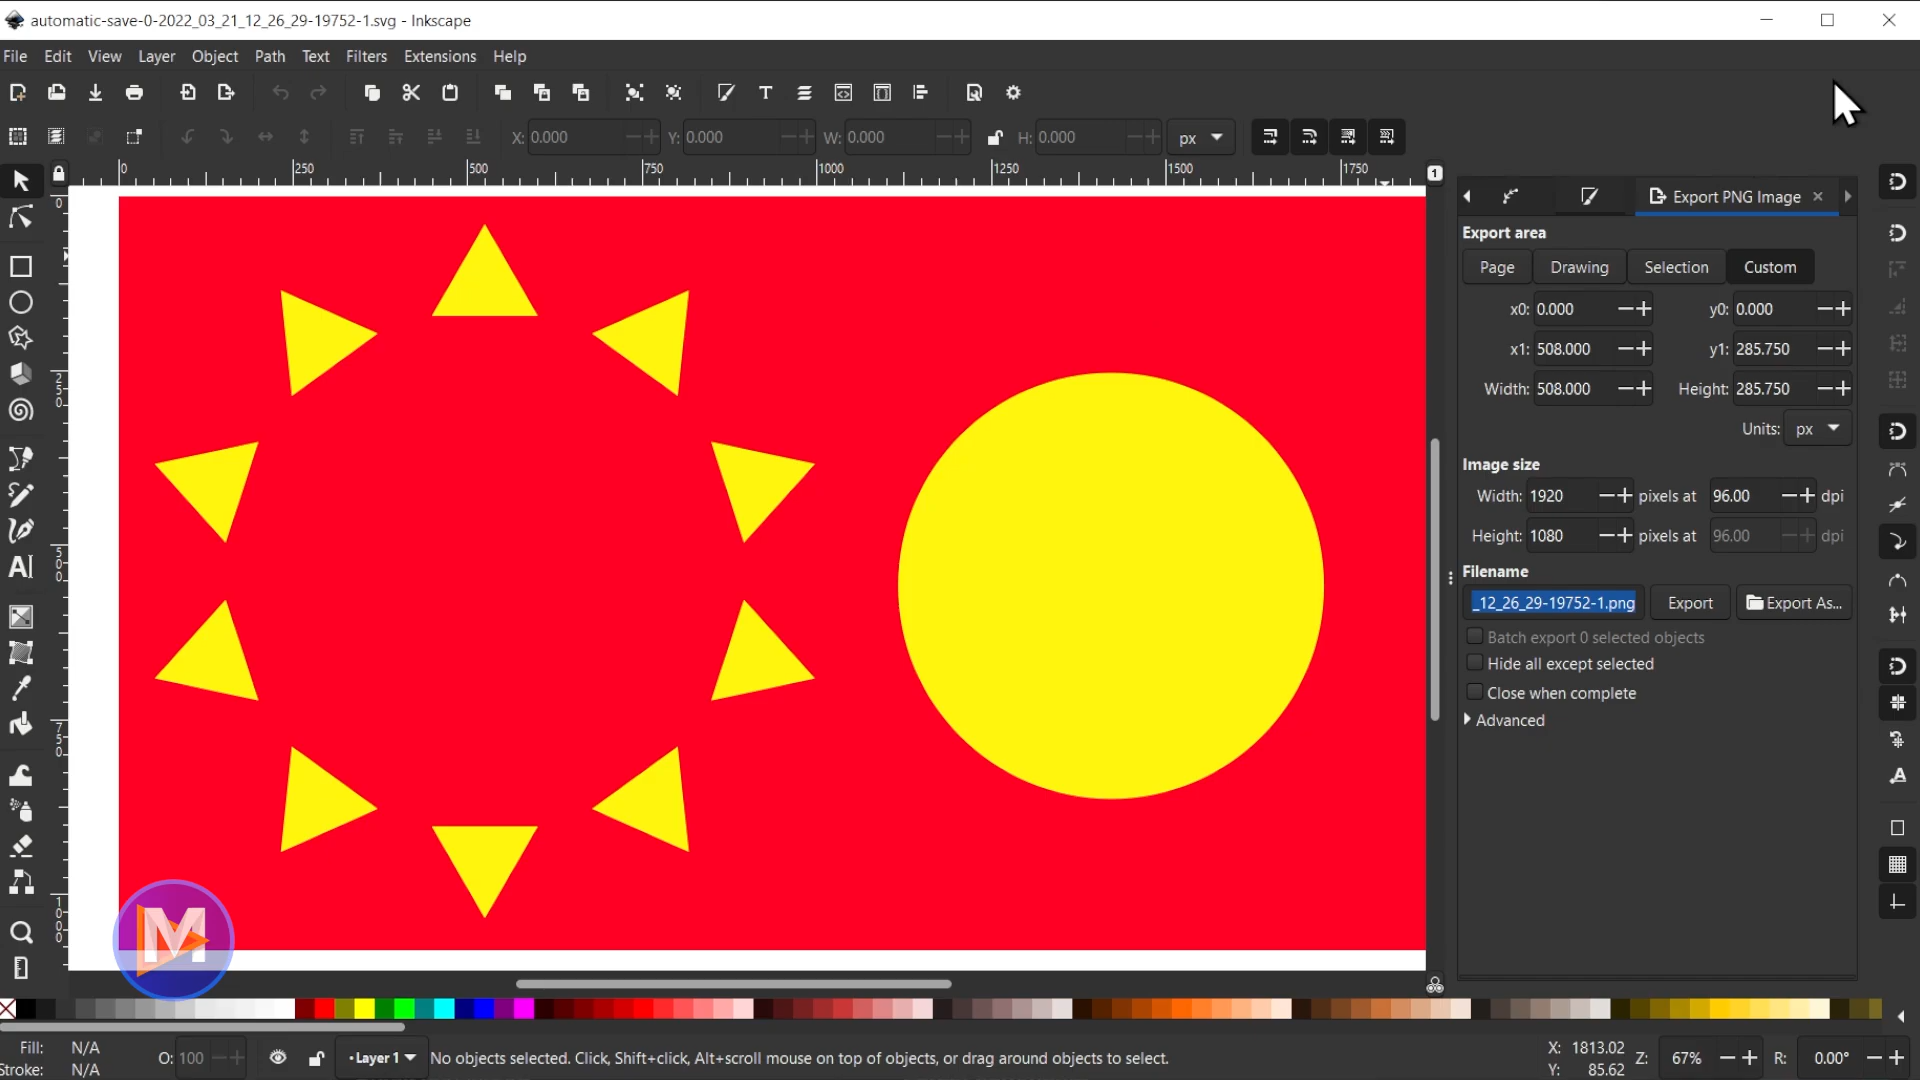 automatic-save-0-2022_03_21_12_26_29-19752-1.svg - Inkscape
File Edit View Layer Object Path Text Filters Extensions Help
X: 0.000 Y: 0.000 W: 0.000 H: 0.000 px
0 250 500 750 1000 1250 1500 1750
1
0
250
500
750
1000
Export PNG Image
Export area
Page Drawing Selection Custom
x0: 0.000 y0: 0.000
x1: 508.000 y1: 285.750
Width: 508.000 Height: 285.750
Units: px
Image size
Width: 1920 pixels at 96.00 dpi
Height: 1080 pixels at 96.00 dpi
Filename
_12_26_29-19752-1.png Export Export As...
Batch export 0 selected objects
Hide all except selected
Close when complete
Advanced
M
Fill: N/A O: 100 Layer 1 No objects selected. Click, Shift+click, Alt+scroll mouse on top of objects, or drag around objects to select. X: 1813.02 Z: 67% R: 0.00°
Stroke: N/A Y: 85.62